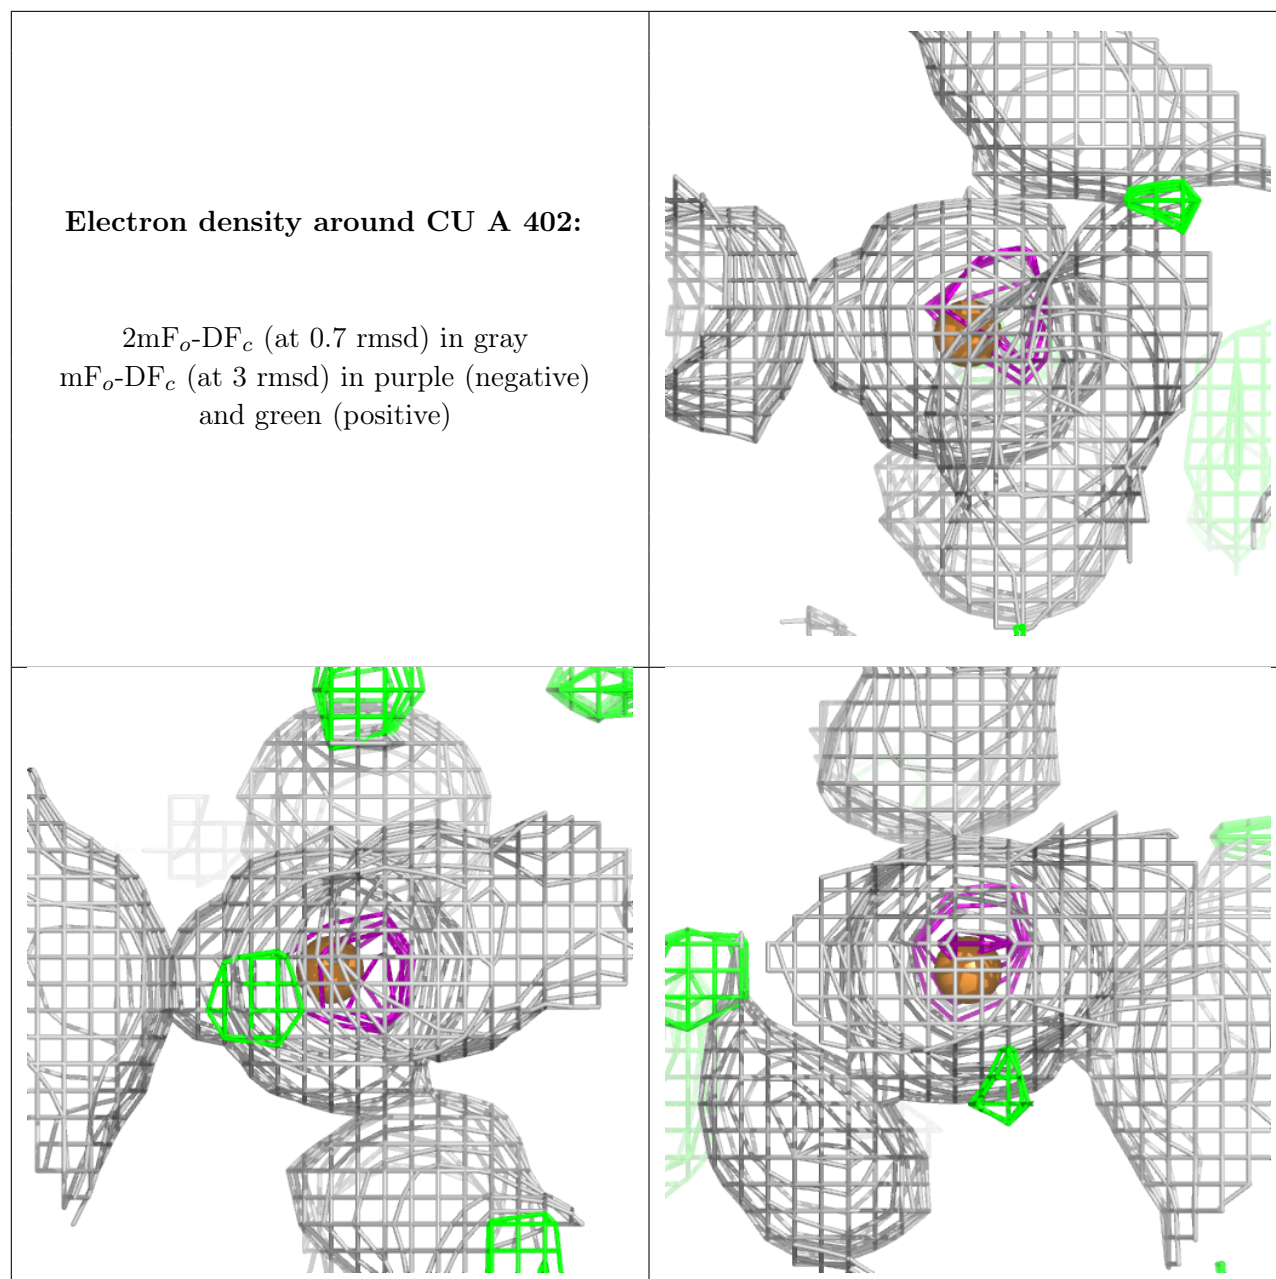 Electron density around CU A 402:
2mFo-DFc (at 0.7 rmsd) in gray
mFo-DFc (at 3 rmsd) in purple (negative)
and green (positive)